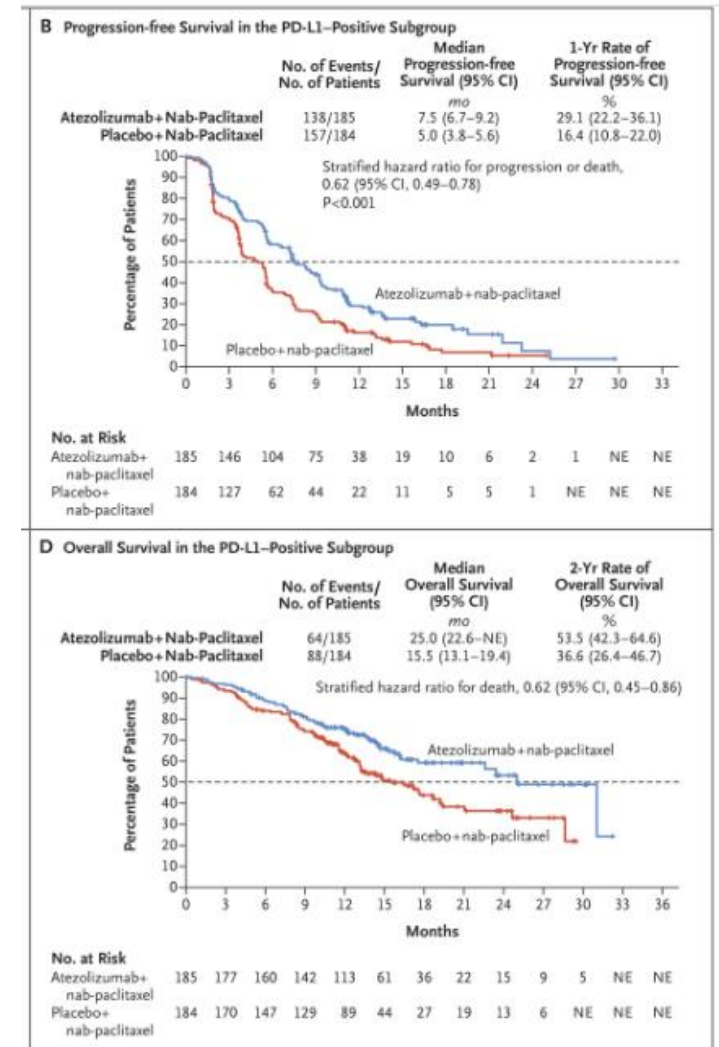 B Progression-free Survival in the PD-L1–Positive Subgroup
No. of Events/
No. of Patients
Median
Progression-free
Survival (95% CI)
1-Yr Rate of
Progression-free
Survival (95% CI)
mo
%
Atezolizumab+Nab-Paclitaxel 138/185 7.5 (6.7–9.2) 29.1 (22.2–36.1)
Placebo+Nab-Paclitaxel 157/184 5.0 (3.8–5.6) 16.4 (10.8–22.0)
Stratified hazard ratio for progression or death,
0.62 (95% CI, 0.49–0.78)
P<0.001
Percentage of Patients
100
90
80
70
60
50
40
30
20
10
0
Atezolizumab+nab-paclitaxel
Placebo+nab-paclitaxel
0 3 6 9 12 15 18 21 24 27 30 33
Months
No. at Risk
Atezolizumab+
nab-paclitaxel
185 146 104 75 38 19 10 6 2 1 NE NE
Placebo+
nab-paclitaxel
184 127 62 44 22 11 5 5 1 NE NE NE
D Overall Survival in the PD-L1–Positive Subgroup
No. of Events/
No. of Patients
Median
Overall Survival
(95% CI)
2-Yr Rate of
Overall Survival
(95% CI)
mo
%
Atezolizumab+Nab-Paclitaxel 64/185 25.0 (22.6–NE) 53.5 (42.3–64.6)
Placebo+Nab-Paclitaxel 88/184 15.5 (13.1–19.4) 36.6 (26.4–46.7)
Stratified hazard ratio for death, 0.62 (95% CI, 0.45–0.86)
Percentage of Patients
100
90
80
70
60
50
40
30
20
10
0
Atezolizumab+nab-paclitaxel
Placebo+nab-paclitaxel
0 3 6 9 12 15 18 21 24 27 30 33 36
Months
No. at Risk
Atezolizumab+
nab-paclitaxel
185 177 160 142 113 61 36 22 15 9 5 NE NE
Placebo+
nab-paclitaxel
184 170 147 129 89 44 27 19 13 6 NE NE NE